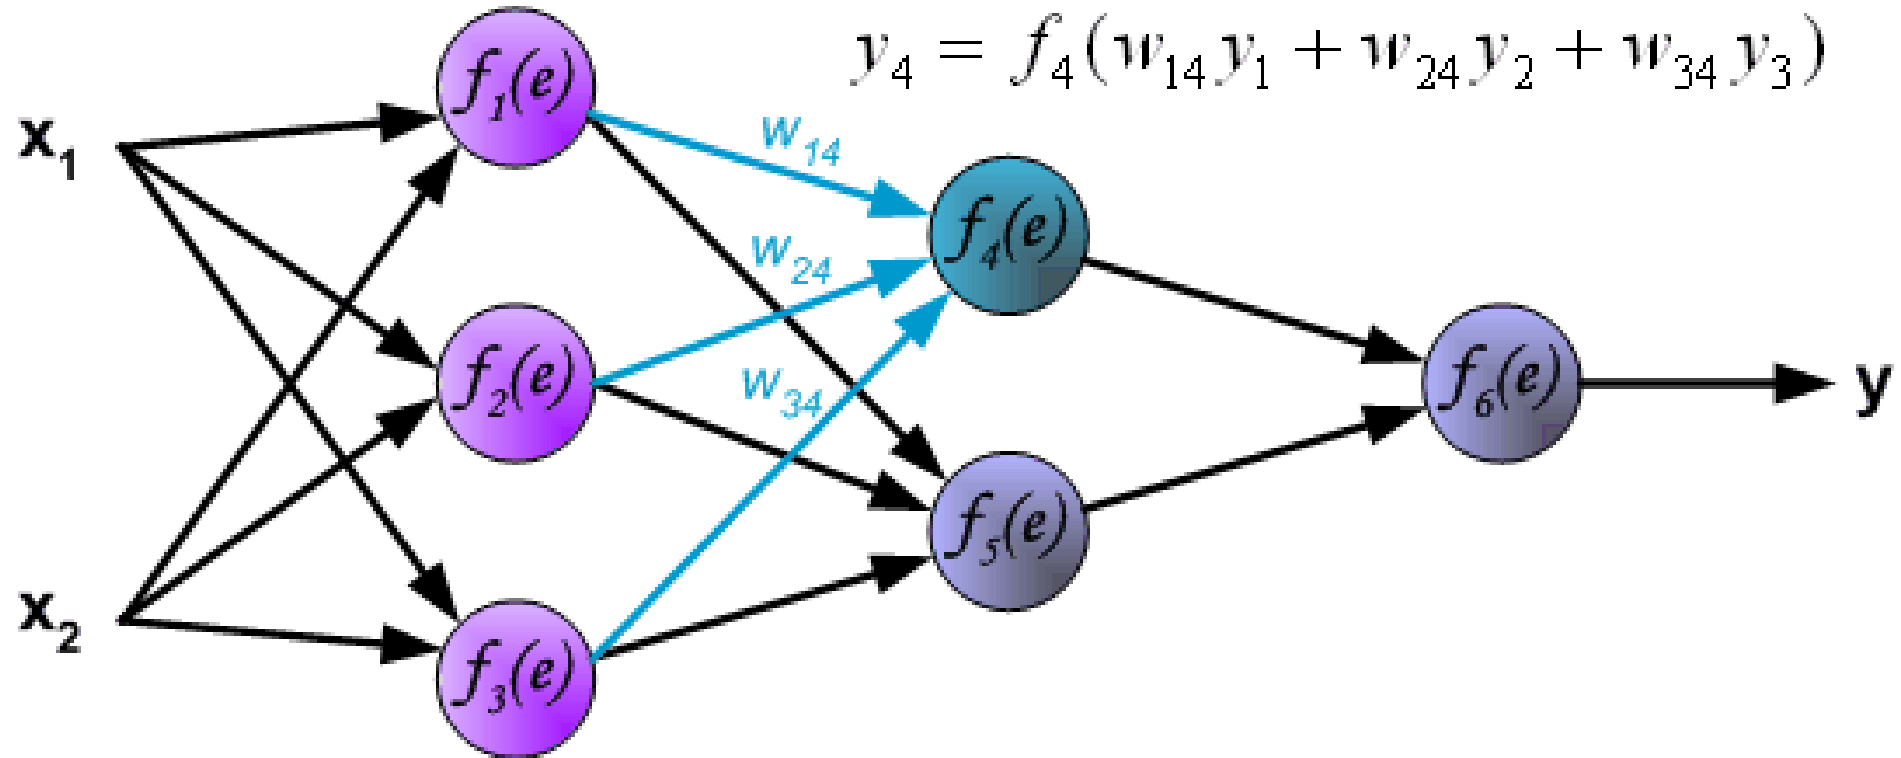 y₄ = f₄(w₁₄y₁ + w₂₄y₂ + w₃₄y₃)
f₁(e)
x₁
w₁₄
f₄(e)
w₂₄
f₂(e)
w₃₄
f₆(e)
y
f₅(e)
x₂
f₃(e)